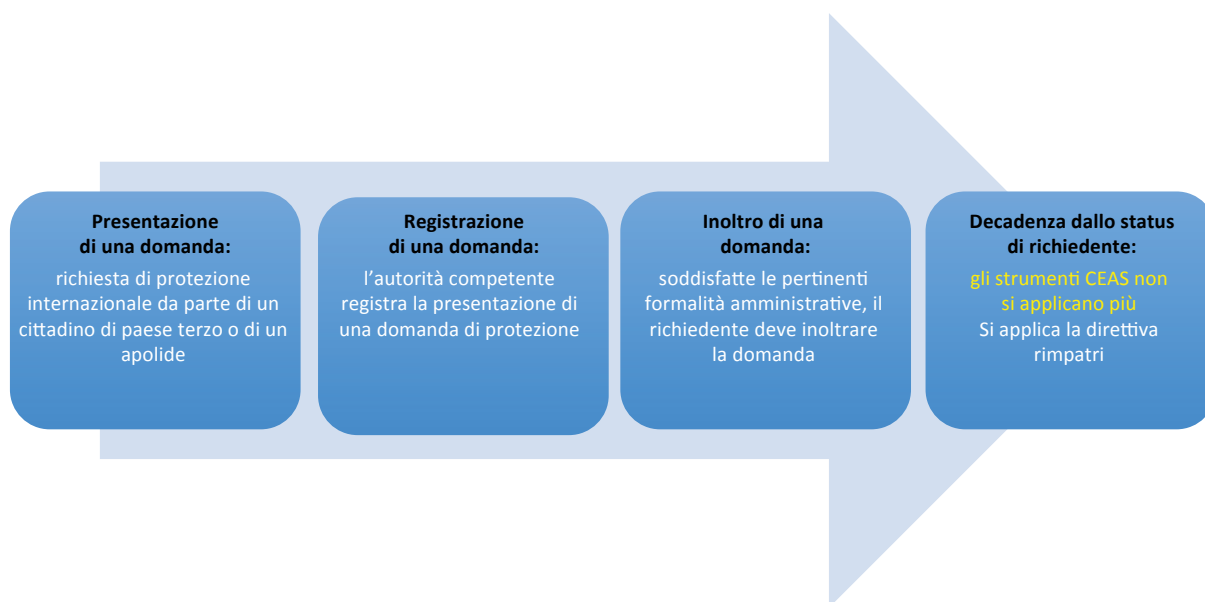 Presentazione
di una domanda:
richiesta di protezione
internazionale da parte di un
cittadino di paese terzo o di un
apolide
Registrazione
di una domanda:
l'autorità competente
registra la presentazione di
una domanda di protezione
Inoltro di una
domanda:
soddisfatte le pertinenti
formalità amministrative, il
richiedente deve inoltrare
la domanda
Decadenza dallo status
di richiedente:
gli strumenti CEAS non
si applicano più
Si applica la direttiva
rimpatri